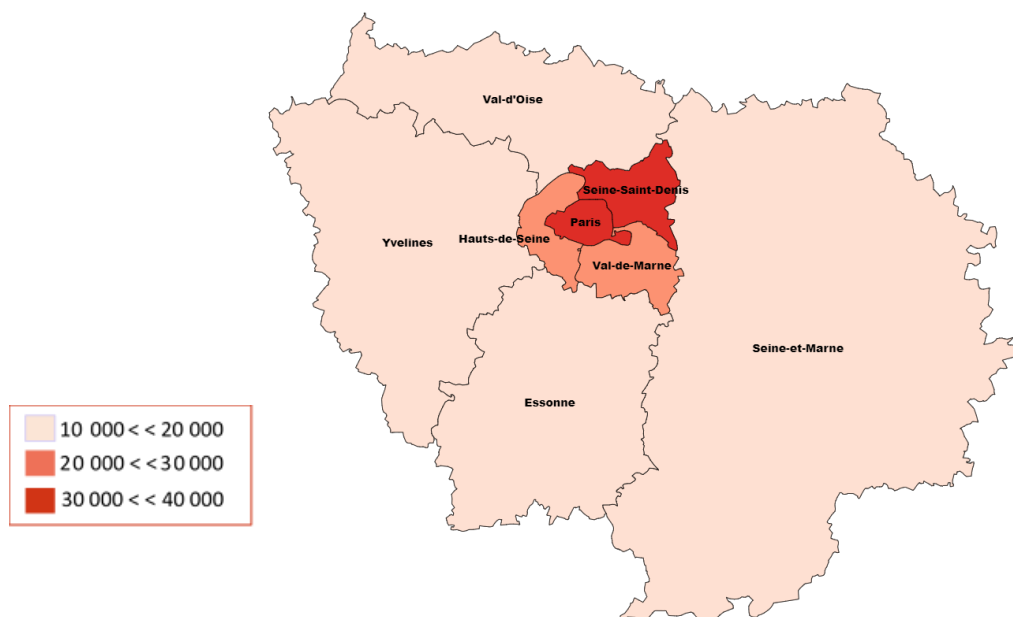 Val-d'Oise
Seine-Saint-Denis
Paris
Hauts-de-Seine
Yvelines
Val-de-Marne
Seine-et-Marne
Essonne
10 000 < < 20 000
20 000 < <30 000
30 000 < < 40 000